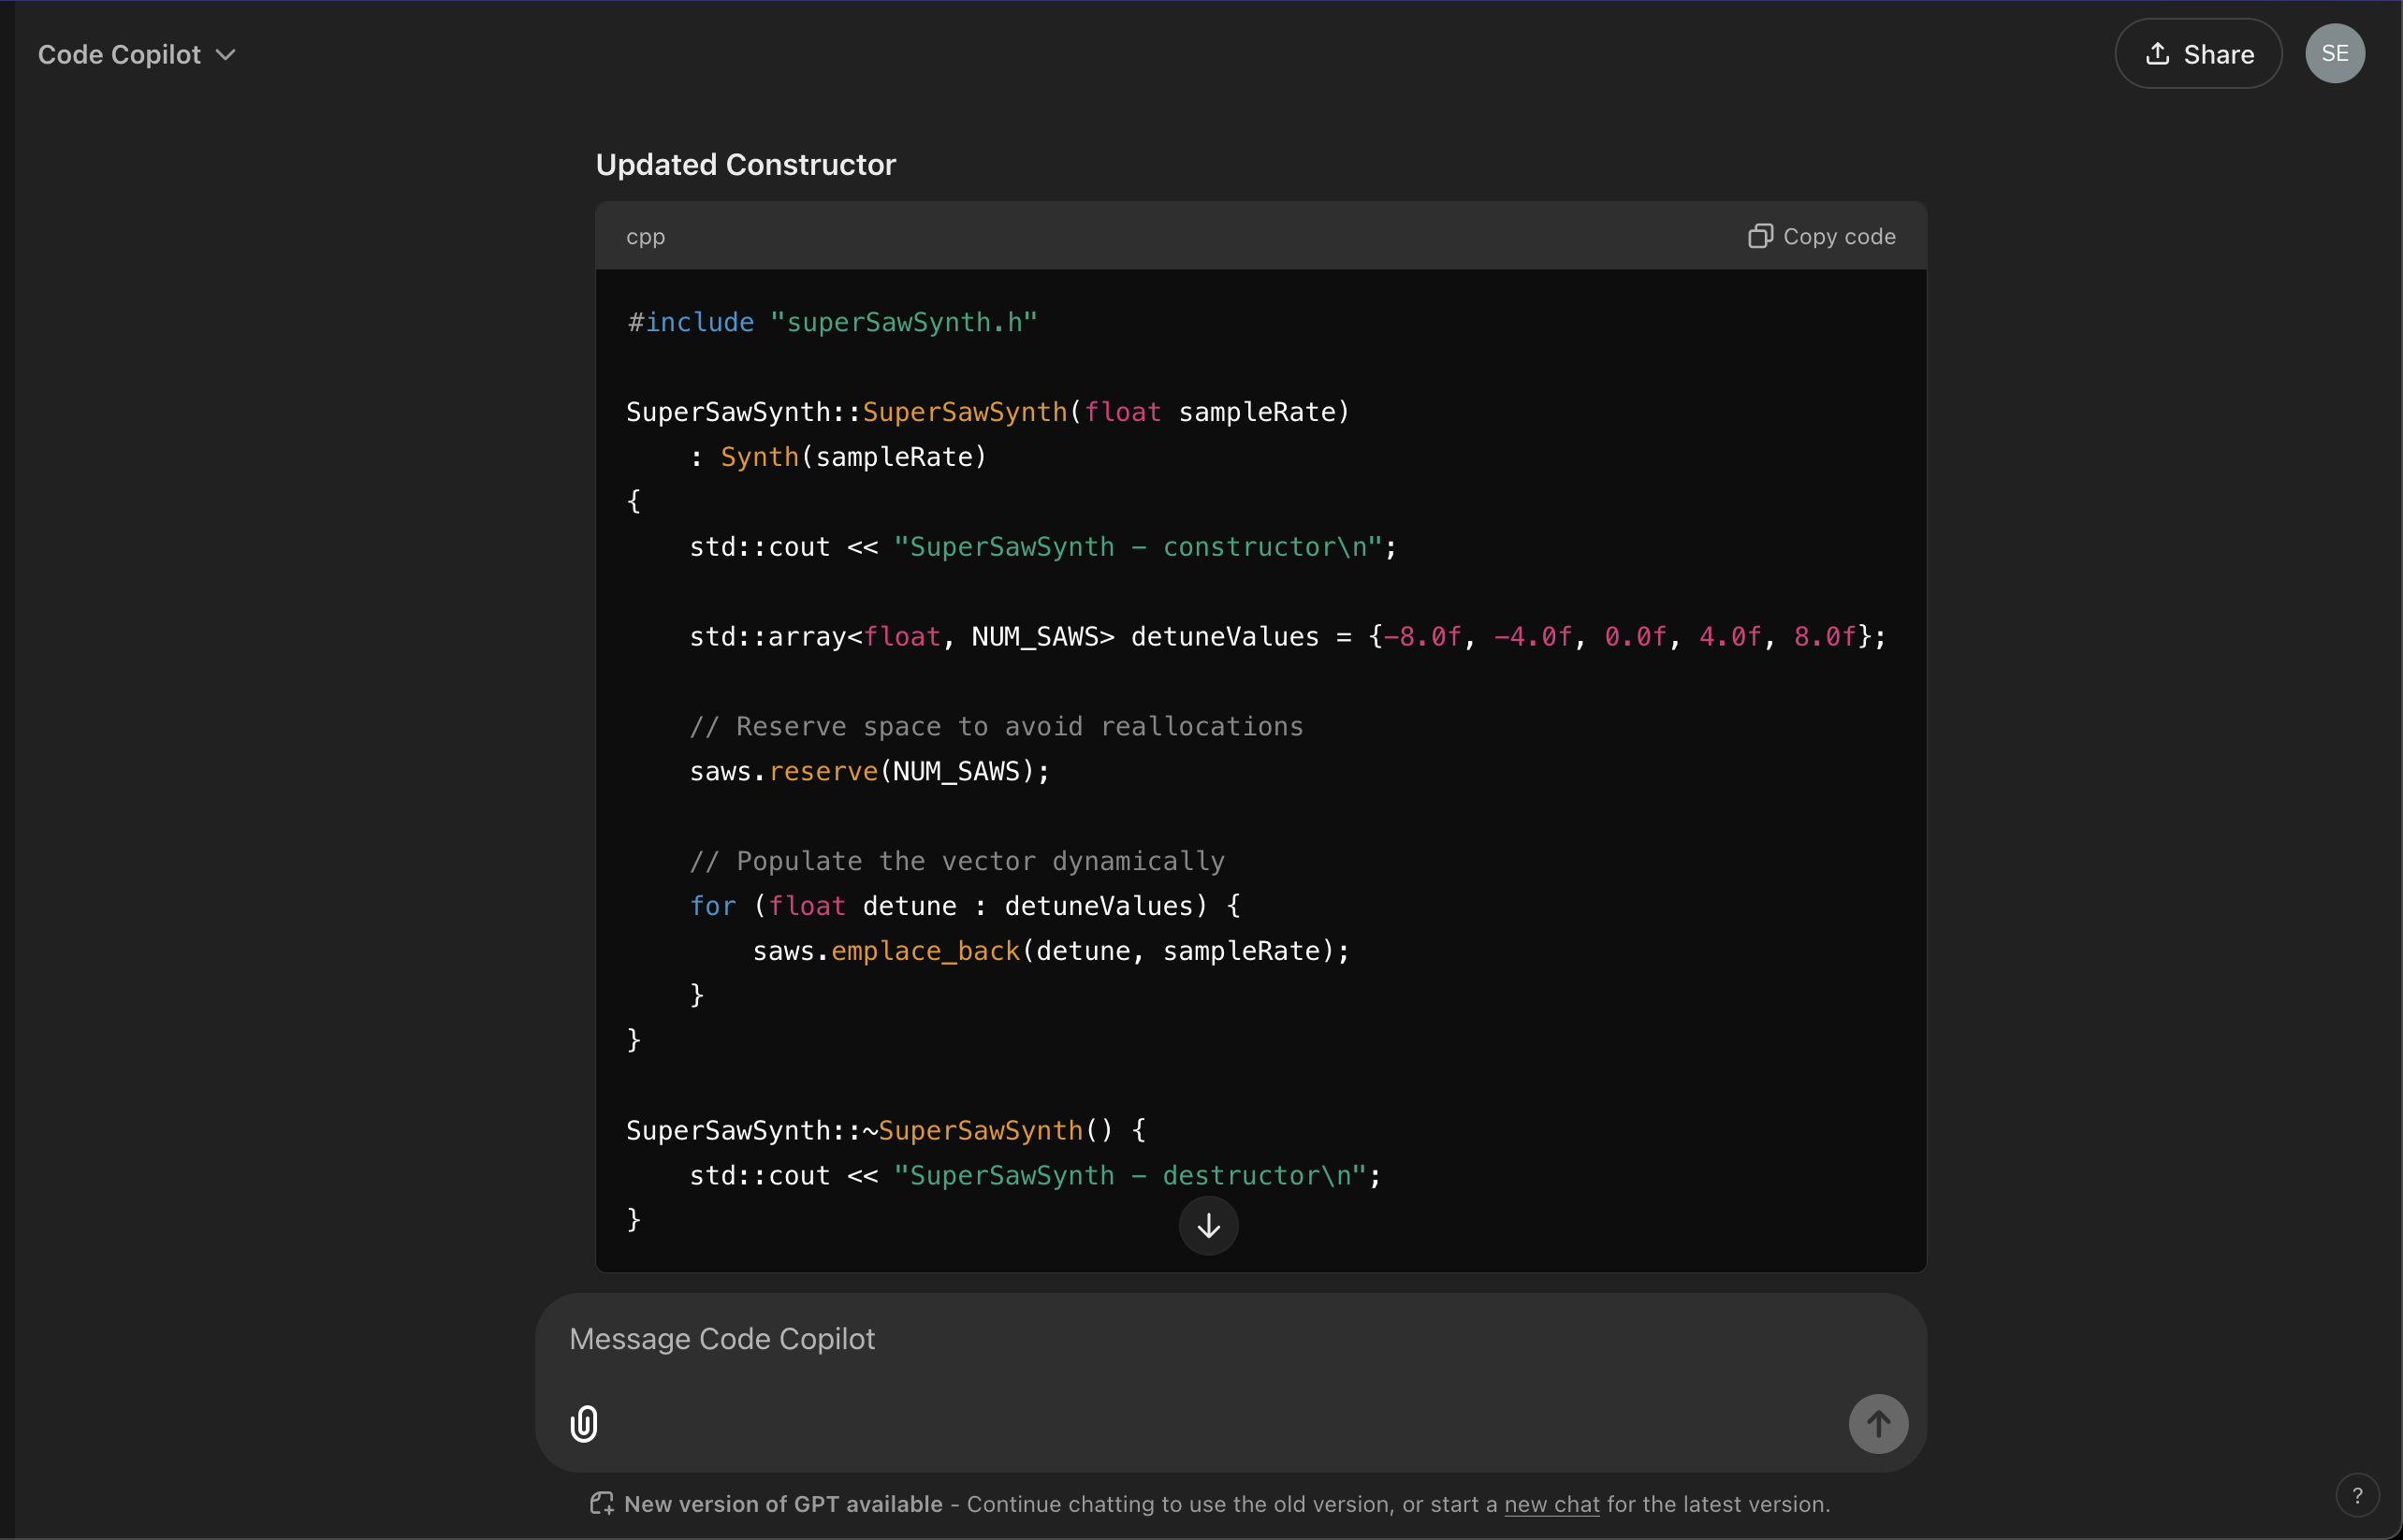 Code Copilot
Share
SE
Updated Constructor
cpp
Copy code
#include "superSawSynth.h"
SuperSawSynth::SuperSawSynth(float sampleRate)
    : Synth(sampleRate)
{
    std::cout << "SuperSawSynth - constructor\n";
    std::array<float, NUM_SAWS> detuneValues = {-8.0f, -4.0f, 0.0f, 4.0f, 8.0f};
    // Reserve space to avoid reallocations
    saws.reserve(NUM_SAWS);
    // Populate the vector dynamically
    for (float detune : detuneValues) {
        saws.emplace_back(detune, sampleRate);
    }
}
SuperSawSynth::~SuperSawSynth() {
    std::cout << "SuperSawSynth - destructor\n";
}
Message Code Copilot
New version of GPT available - Continue chatting to use the old version, or start a new chat for the latest version.
?